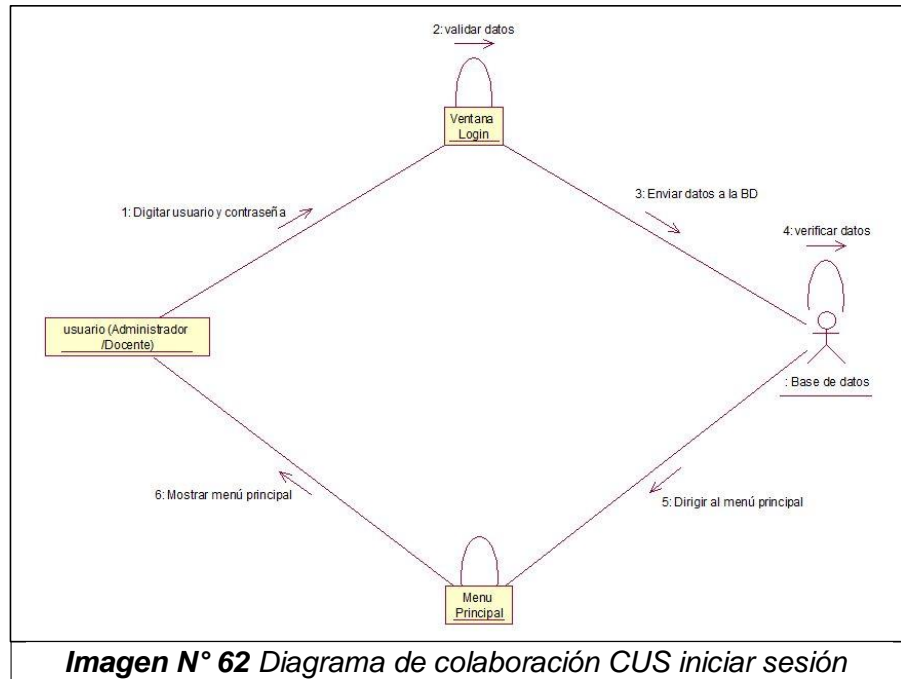 2: validar datos
Ventana
Login
1: Digitar usuario y contraseña
3: Enviar datos a la BD
4: verificar datos
usuario (Administrador
/Docente)
: Base de datos
6: Mostrar menú principal
5: Dirigir al menú principal
Menu
Principal
Imagen N° 62 Diagrama de colaboración CUS iniciar sesión